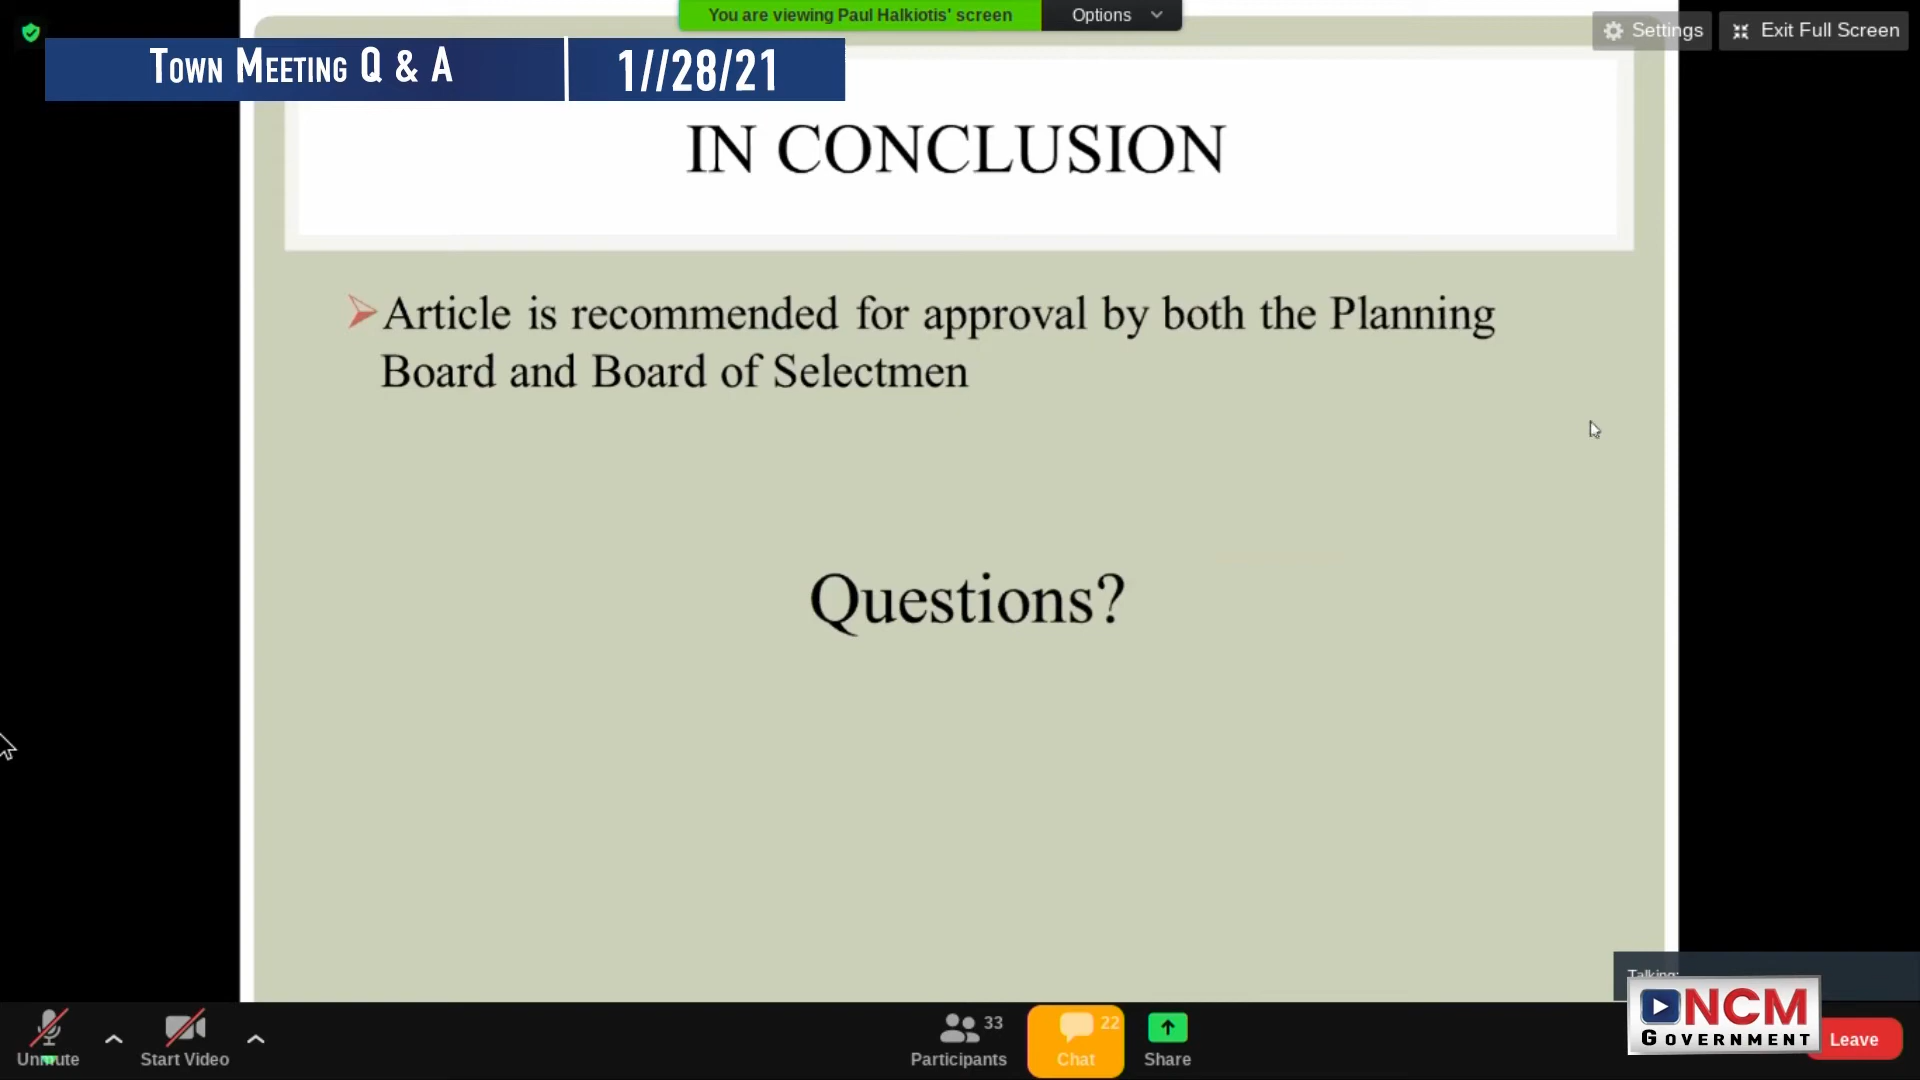 You are viewing Paul Halkiotis' screen
Options
Settings
Exit Full Screen
Town Meeting Q & A
1//28/21
IN CONCLUSION
Article is recommended for approval by both the Planning
Board and Board of Selectmen
Questions?
Talking:
NCM
Government
Unmute
Start Video
Participants 33
Chat 22
Share
Leave